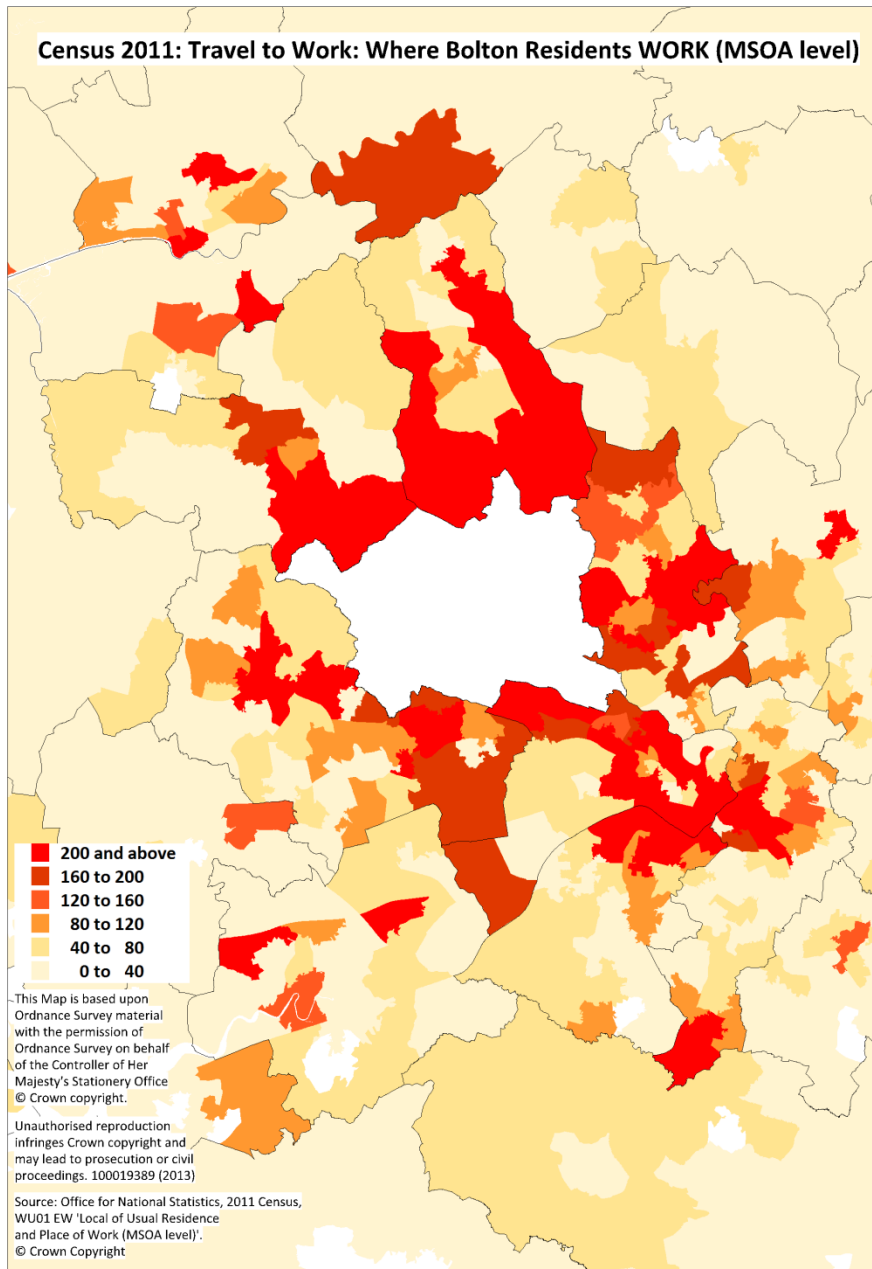 Census 2011: Travel to Work: Where Bolton Residents WORK (MSOA level)
200 and above
160 to 200
120 to 160
80 to 120
40 to 80
0 to 40
This Map is based upon
Ordnance Survey material
with the permission of
Ordnance Survey on behalf
of the Controller of Her
Majesty's Stationery Office
© Crown copyright.
Unauthorised reproduction
infringes Crown copyright and
may lead to prosecution or civil
proceedings. 100019389 (2013)
Source: Office for National Statistics, 2011 Census,
WU01 EW 'Local of Usual Residence
and Place of Work (MSOA level)'.
© Crown Copyright